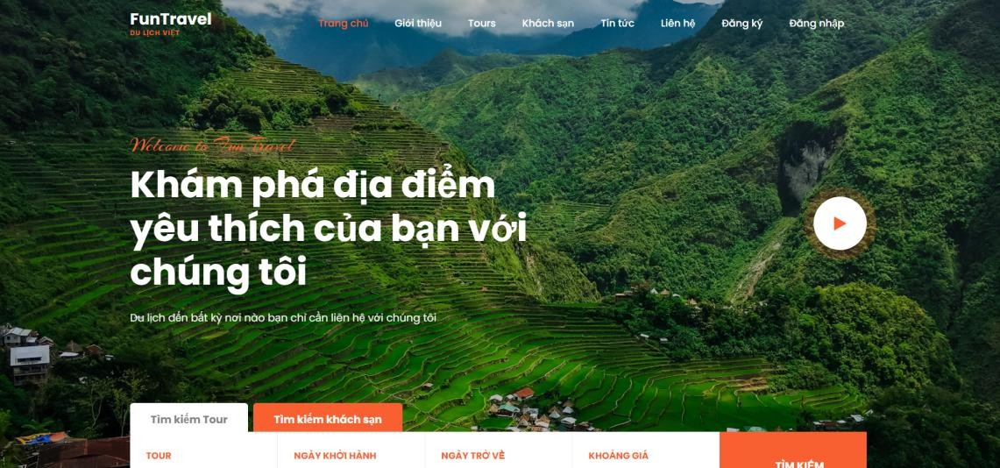 FunTravel
DU LỊCH VIỆT
Trang chủ Giới thiệu Tours Khách sạn Tin tức Liên hệ Đăng ký Đăng nhập
Welcome to Fun Travel
Khám phá địa điểm
yêu thích của bạn với
chúng tôi
Du lịch đến bất kỳ nơi nào bạn chỉ cần liên hệ với chúng tôi
Tìm kiếm Tour Tìm kiếm khách sạn
TOUR NGÀY KHỞI HÀNH NGÀY TRỞ VỀ KHOẢNG GIÁ
TÌM KIẾM